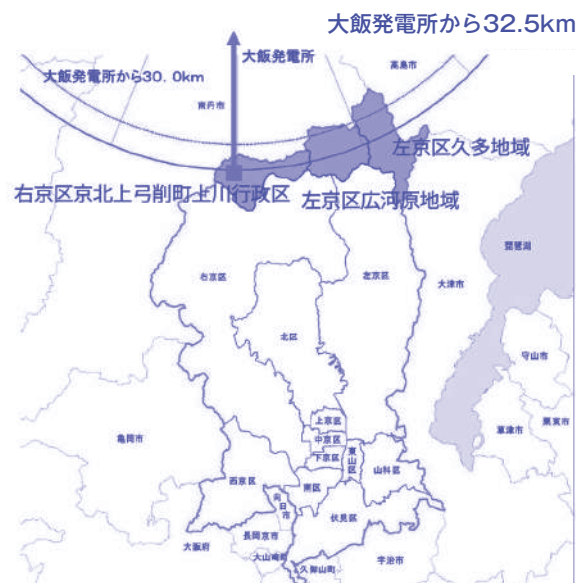 大飯発電所から32.5km
大飯発電所
高島市
大飯発電所から30.0km
南丹市
左京区久多地域
右京区京北上弓削町上川行政区
左京区広河原地域
琵琶湖
右京区
左京区
大津市
北区
守山市
上京区
栗東市
草津市
亀岡市
中京区
下京区
東山区
山科区
西京区
南区
向日市
伏見区
長岡京市
大阪府
大山崎町
宇治市
久御山町